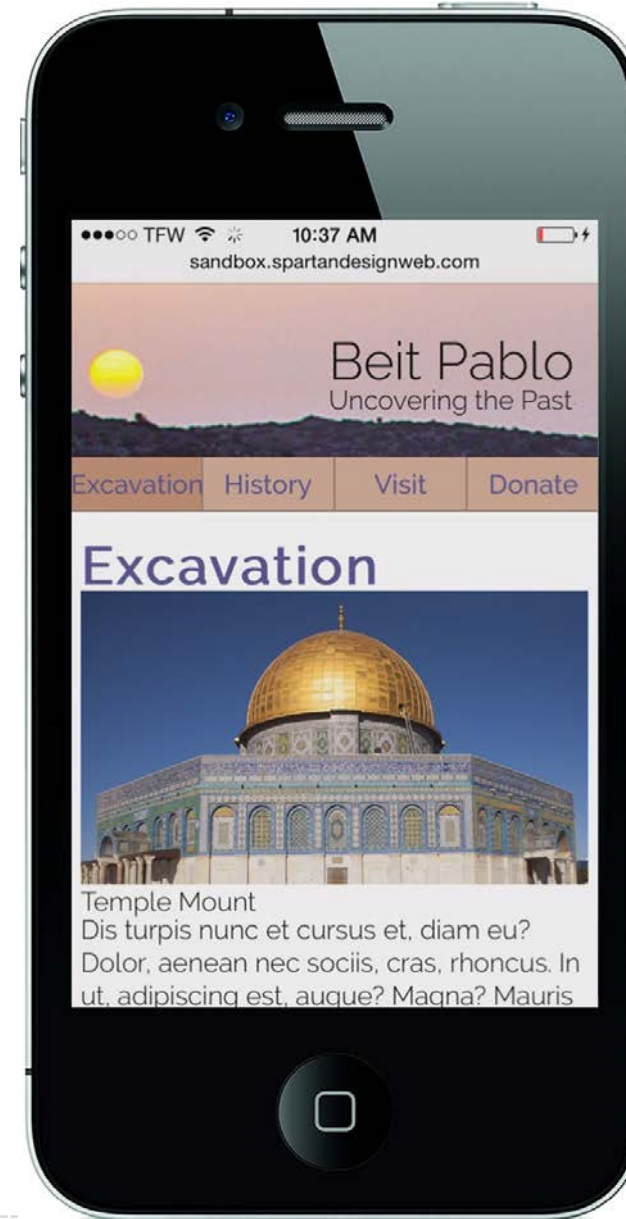 TFW 10:37 AM
sandbox.spartandesignweb.com
Beit Pablo
Uncovering the Past
Excavation History Visit Donate
Excavation
Temple Mount
Dis turpis nunc et cursus et, diam eu?
Dolor, aenean nec sociis, cras, rhoncus. In
ut, adipiscing est, augue? Magna? Mauris